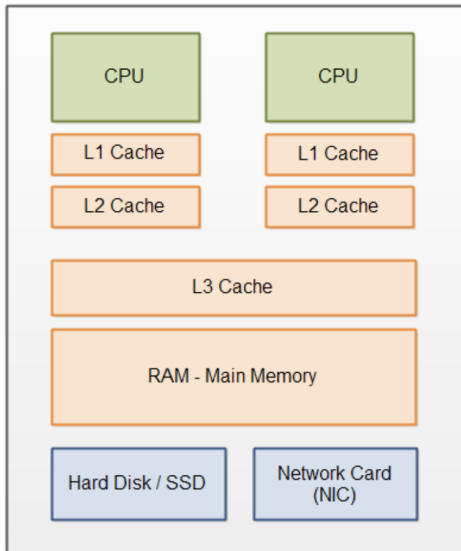 CPU
CPU
L1 Cache
L1 Cache
L2 Cache
L2 Cache
L3 Cache
RAM - Main Memory
Hard Disk / SSD
Network Card
(NIC)